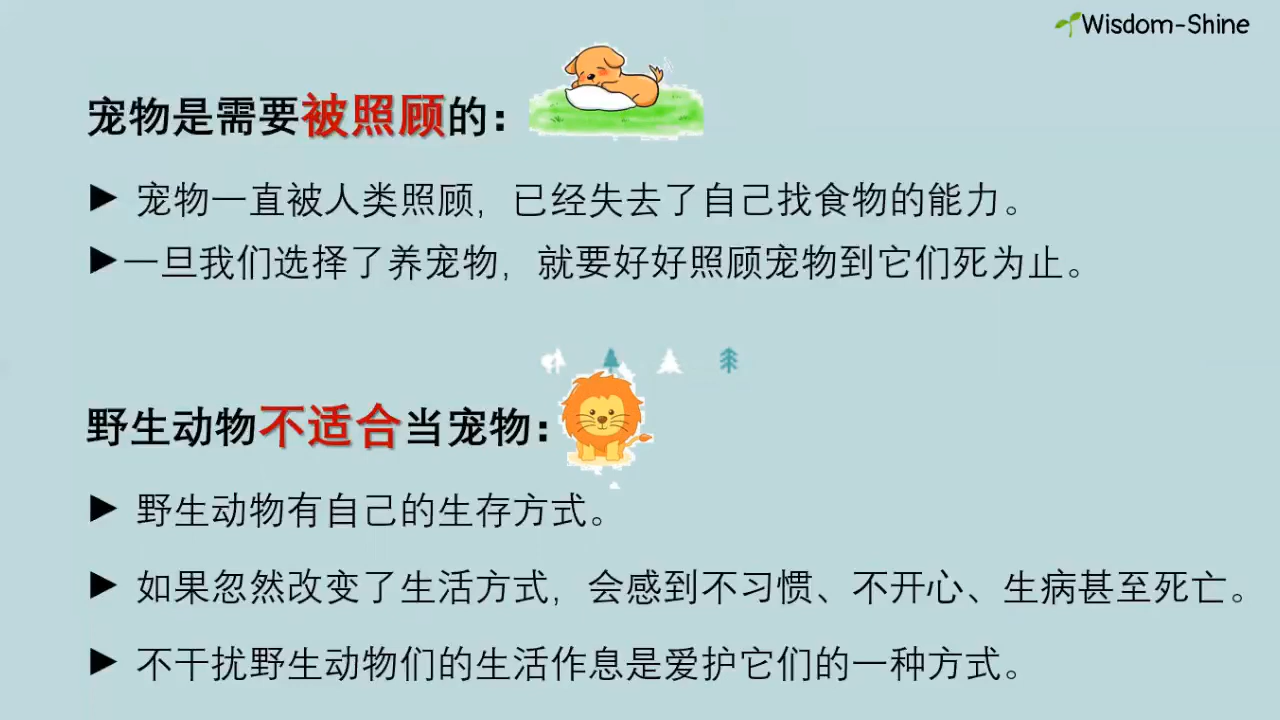 Wisdom-Shine
宠物是需要被照顾的：
▶ 宠物一直被人类照顾，已经失去了自己找食物的能力。
▶一旦我们选择了养宠物，就要好好照顾宠物到它们死为止。
野生动物不适合当宠物：
▶ 野生动物有自己的生存方式。
▶ 如果忽然改变了生活方式，会感到不习惯、不开心、生病甚至死亡。
▶ 不干扰野生动物们的生活作息是爱护它们的一种方式。